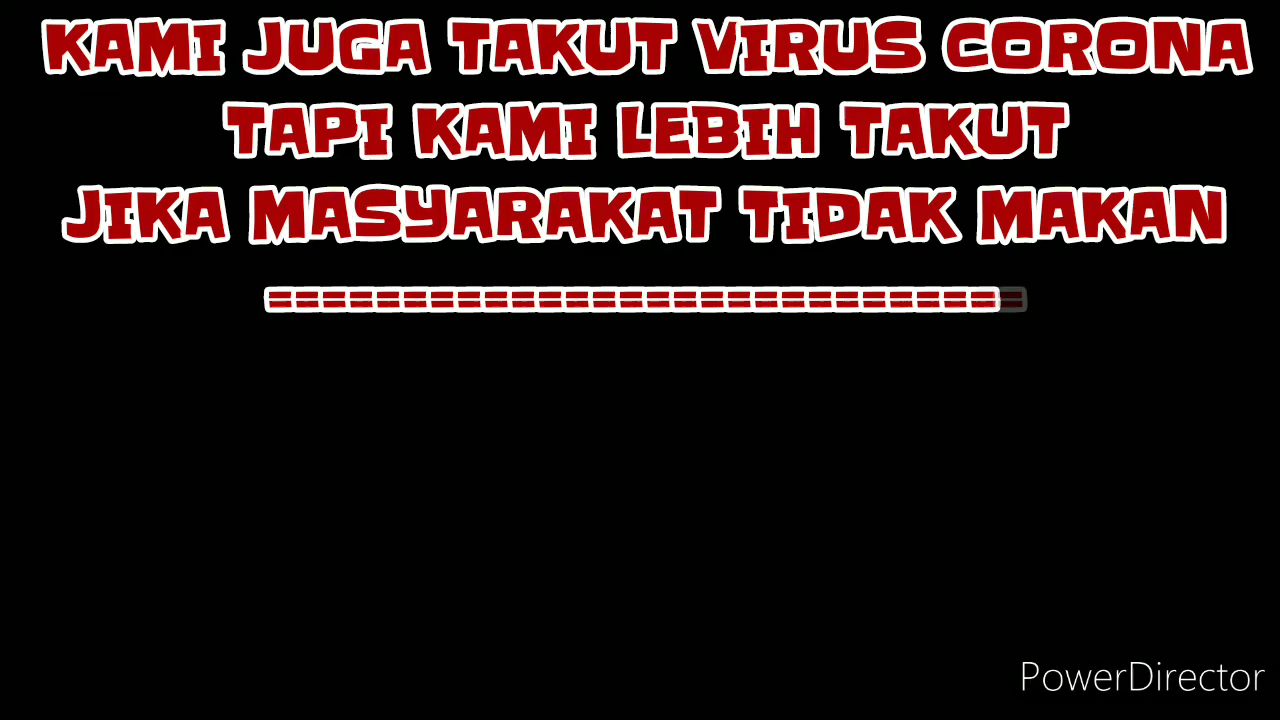 KAMI JUGA TAKUT VIRUS CORONA
TAPI KAMI LEBIH TAKUT
JIKA MASYARAKAT TIDAK MAKAN
============================
PowerDirector